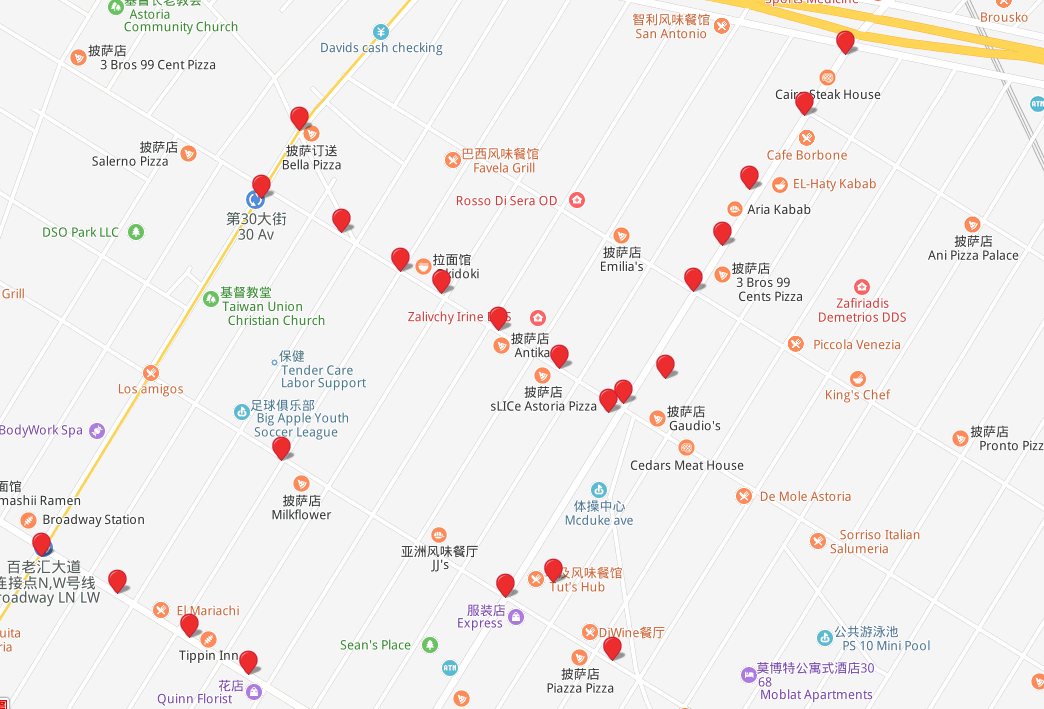 基督长老教会
Astoria
Community Church
Davids cash checking
智利风味餐馆
San Antonio
Sports Medicine
Brousko
披萨店
3 Bros 99 Cent Pizza
Steak House
ATM
披萨店
Salerno Pizza
披萨订送
Bella Pizza
巴西风味餐馆
Favela Grill
Cafe Borbone
EL-Haty Kabab
Rosso Di Sera OD
Aria Kabab
第30大街
30 Av
DSO Park LLC
披萨店
Emilia's
披萨店
Ani Pizza Palace
拉面馆
披萨店
3 Bros 99
Cents Pizza
Grill
基督教堂
Taiwan Union
Christian Church
Zafiriadis
Demetrios DDS
Zalivchy Irine
披萨店
Antika
Piccola Venezia
保健
Tender Care
Labor Support
Los amigos
披萨店
sLICe Astoria Pizza
King's Chef
足球俱乐部
Big Apple Youth
Soccer League
披萨店
Gaudio's
BodyWork Spa
披萨店
Pronto Pizz
Cedars Meat House
面馆
mashii Ramen
披萨店
Milkflower
体操中心
Mcduke ave
De Mole Astoria
Broadway Station
Sorriso Italian
Salumeria
亚洲风味餐厅
JJ's
百老汇大道
连接点N,W号线
roadway LN LW
及风味餐馆
Tut's Hub
服装店
Express
El Mariachi
uita
ria
DiWine餐厅
公共游泳池
PS 10 Mini Pool
Sean's Place
Tippin Inn
ATM
披萨店
Piazza Pizza
莫博特公寓式酒店30
68
Moblat Apartments
花店
Quinn Florist